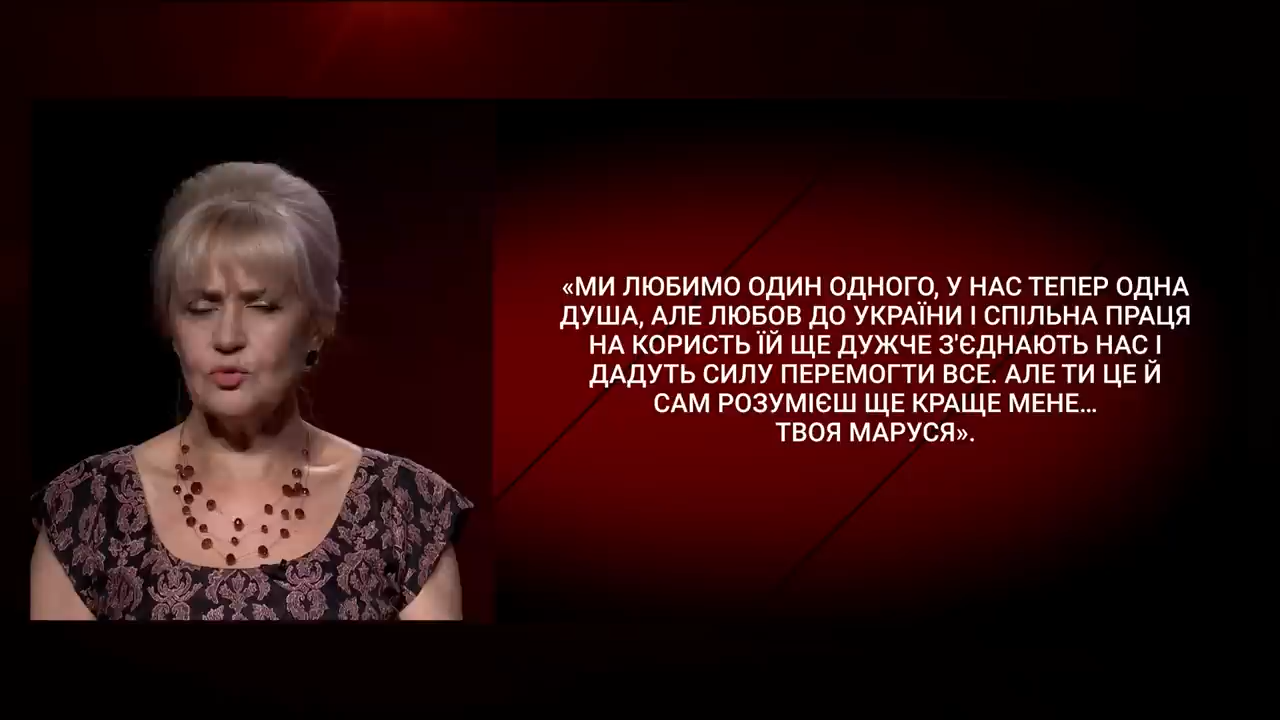 «МИ ЛЮБИМО ОДИН ОДНОГО, У НАС ТЕПЕР ОДНА
ДУША, АЛЕ ЛЮБОВ ДО УКРАЇНИ І СПІЛЬНА ПРАЦЯ
НА КОРИСТЬ ЇЙ ЩЕ ДУЖЧЕ З'ЄДНАЮТЬ НАС І
ДАДУТЬ СИЛУ ПЕРЕМОГТИ ВСЕ. АЛЕ ТИ ЦЕ Й
САМ РОЗУМІЄШ ЩЕ КРАЩЕ МЕНЕ...
ТВОЯ МАРУСЯ».